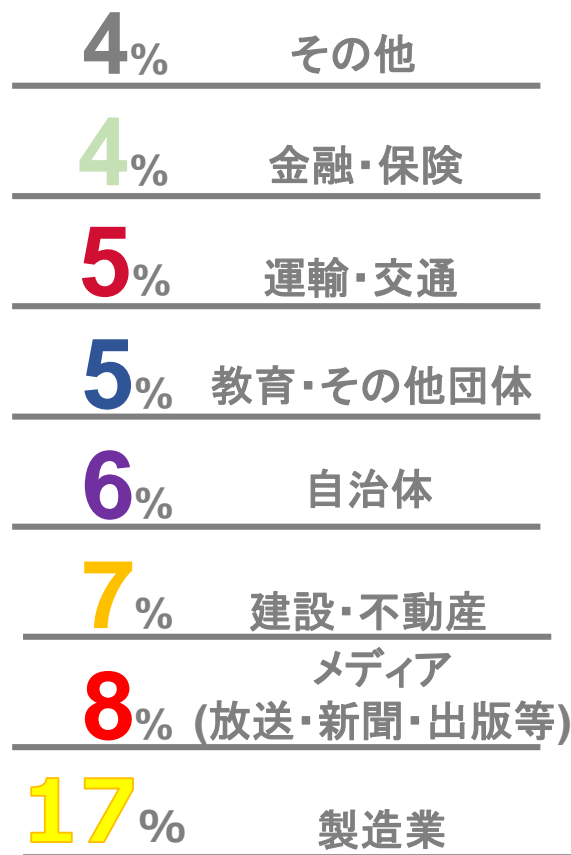 4% その他
4% 金融・保険
5% 運輸・交通
5% 教育・その他団体
6% 自治体
7% 建設・不動産
メディア
8% (放送・新聞・出版等)
17% 製造業